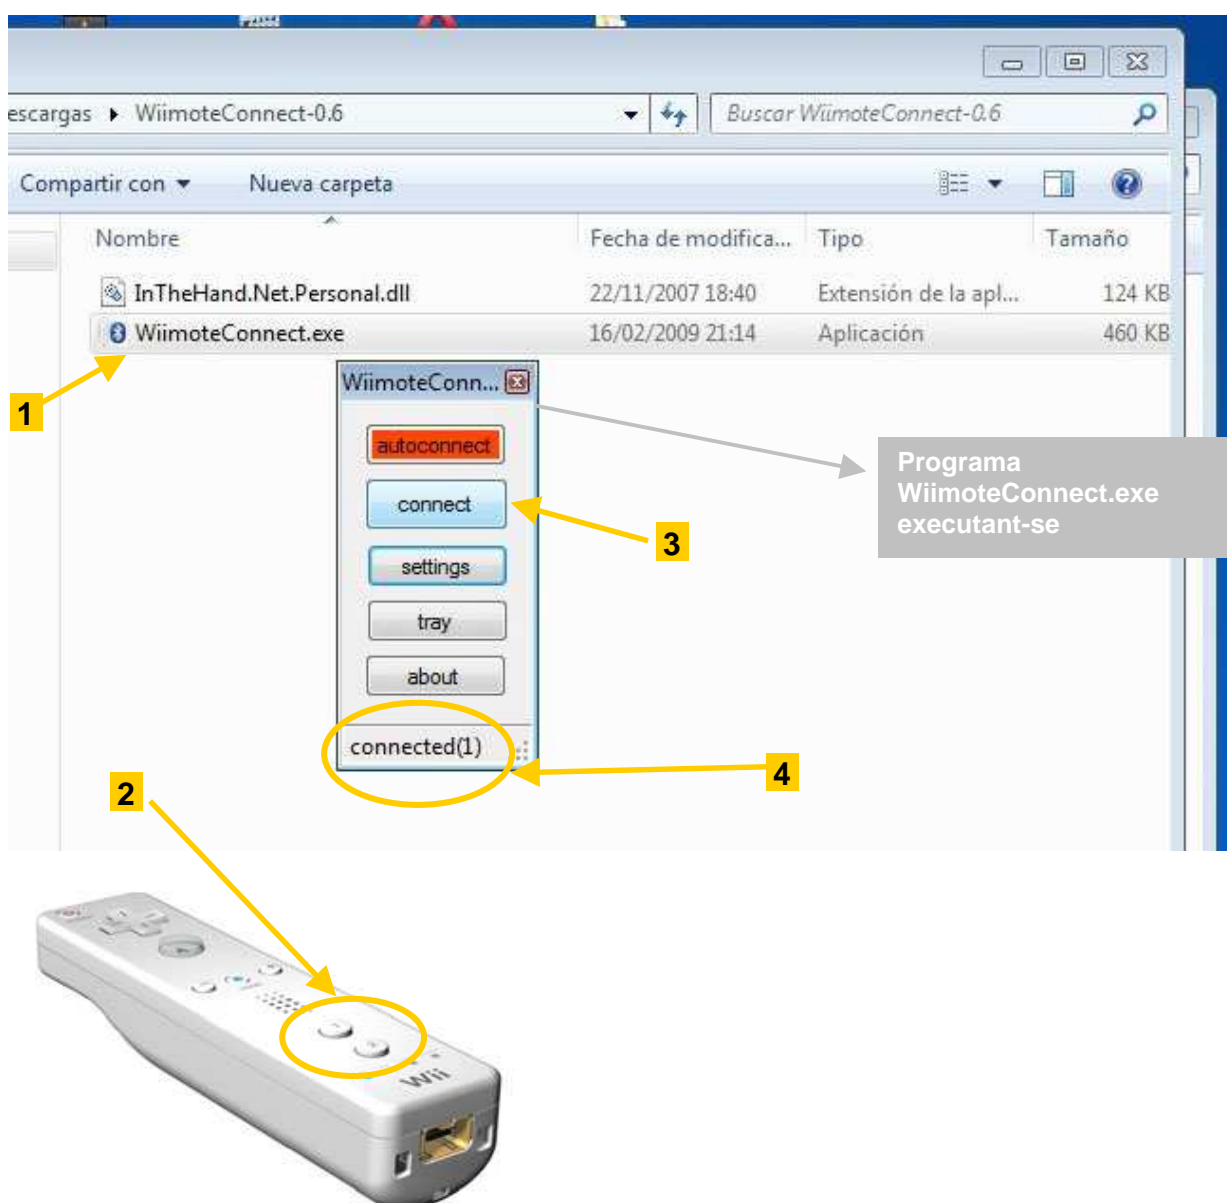 escargas ▸ WiimoteConnect-0.6
Buscar WiimoteConnect-0.6
Compartir con Nueva carpeta
Nombre Fecha de modifica... Tipo Tamaño
InTheHand.Net.Personal.dll 22/11/2007 18:40 Extensión de la apl... 124 KB
WiimoteConnect.exe 16/02/2009 21:14 Aplicación 460 KB
WiimoteConn...
1
autoconnect
Programa
WiimoteConnect.exe
executant-se
connect
3
settings
tray
about
connected(1)
4
2
Wii